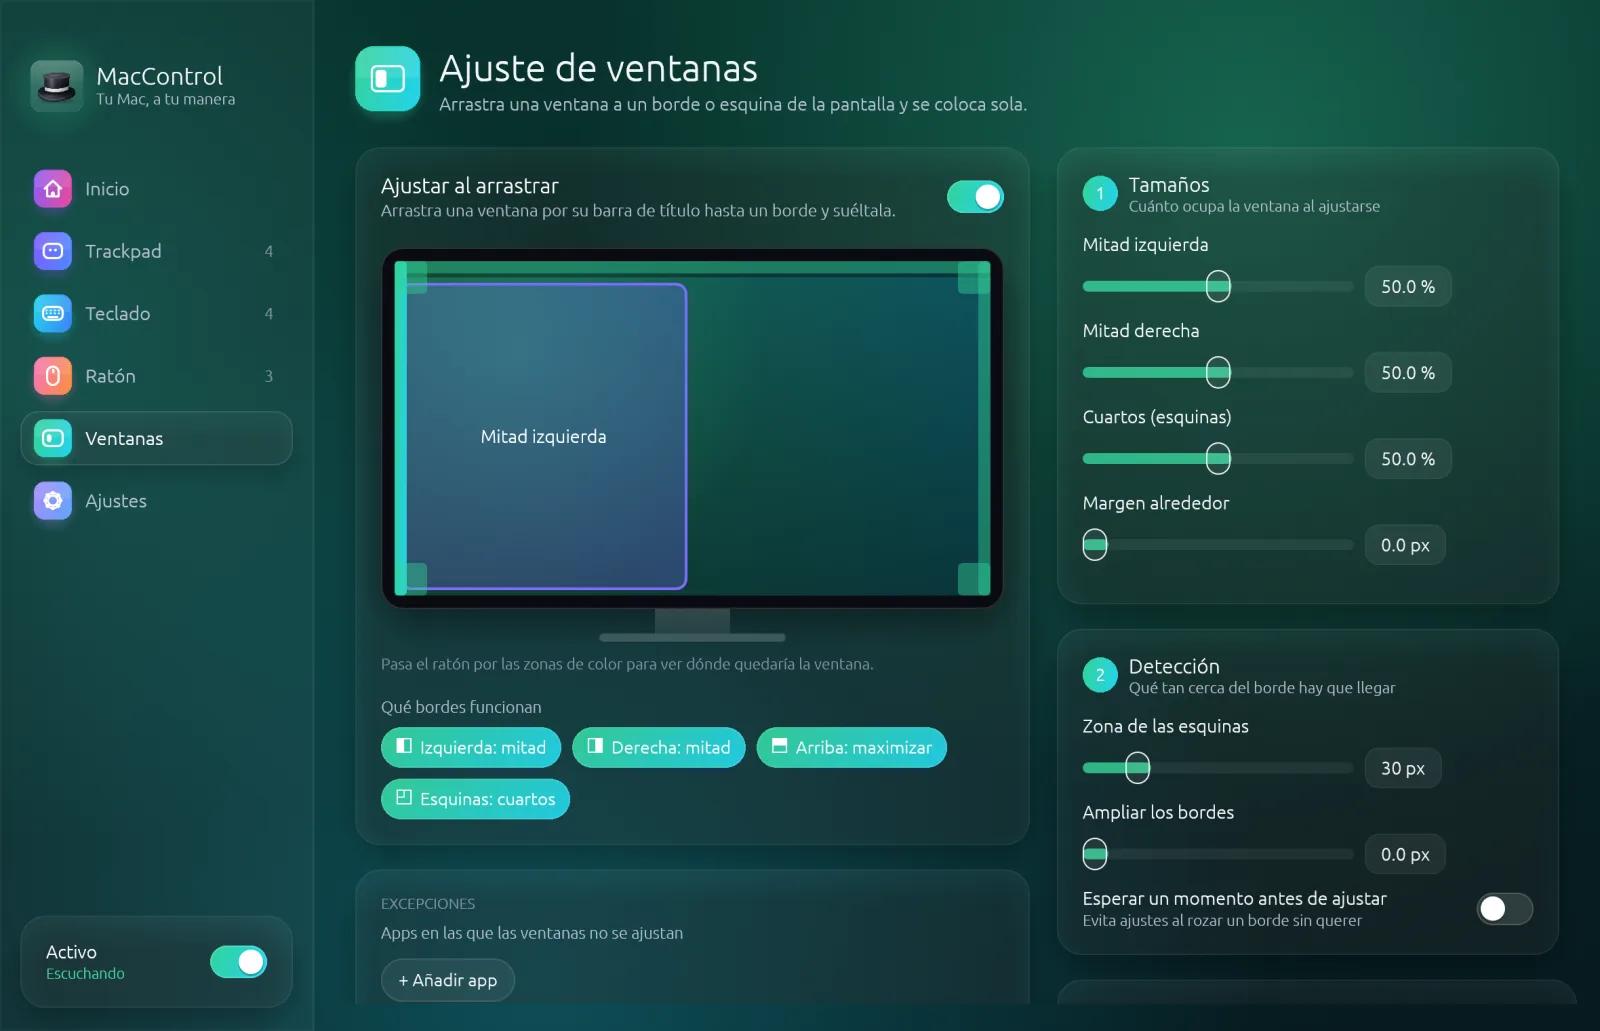 MacControl
Tu Mac, a tu manera
Inicio
Trackpad 4
Teclado 4
Ratón 3
Ventanas
Ajustes
Activo
Escuchando
Ajuste de ventanas
Arrastra una ventana a un borde o esquina de la pantalla y se coloca sola.
Ajustar al arrastrar
Arrastra una ventana por su barra de título hasta un borde y suéltala.
Mitad izquierda
Pasa el ratón por las zonas de color para ver dónde quedaría la ventana.
Qué bordes funcionan
Izquierda: mitad
Derecha: mitad
Arriba: maximizar
Esquinas: cuartos
EXCEPCIONES
Apps en las que las ventanas no se ajustan
+ Añadir app
1
Tamaños
Cuánto ocupa la ventana al ajustarse
Mitad izquierda
50.0 %
Mitad derecha
50.0 %
Cuartos (esquinas)
50.0 %
Margen alrededor
0.0 px
2
Detección
Qué tan cerca del borde hay que llegar
Zona de las esquinas
30 px
Ampliar los bordes
0.0 px
Esperar un momento antes de ajustar
Evita ajustes al rozar un borde sin querer